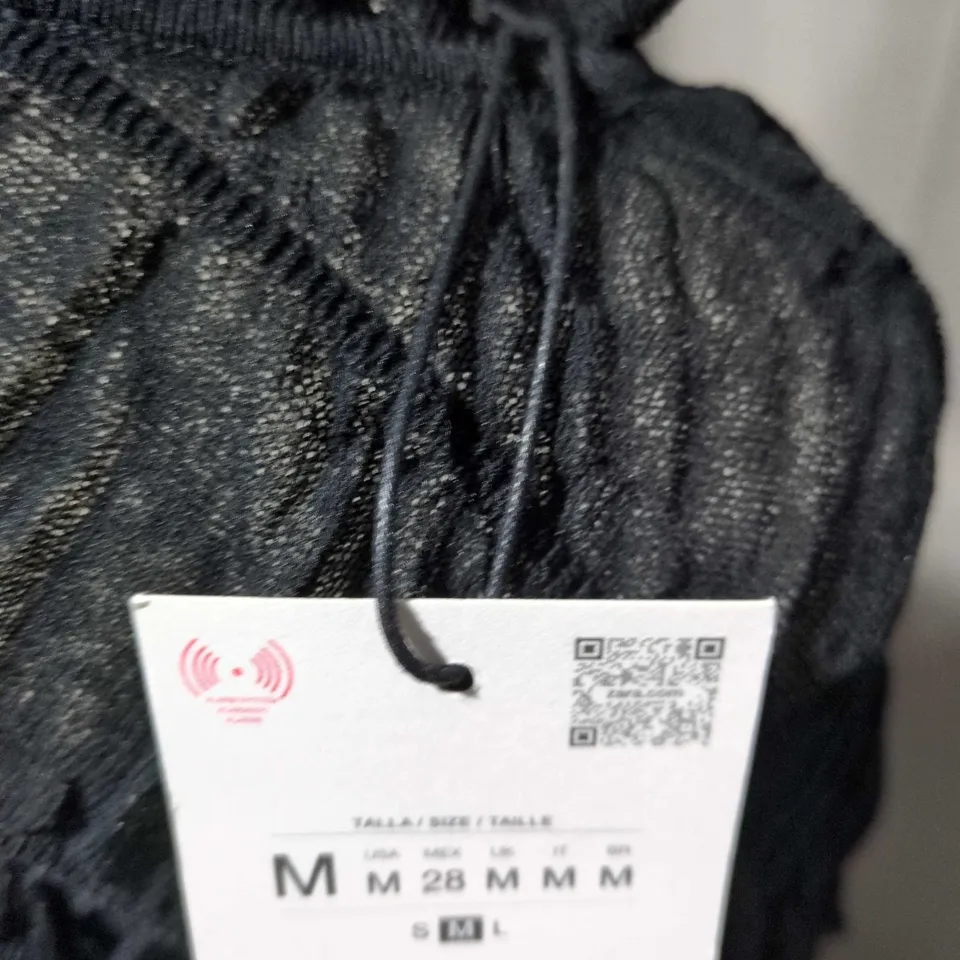 zara.com
TALLA / SIZE / TAILLE
USA MEX UK IT BR
M M 28 M M M
S M L